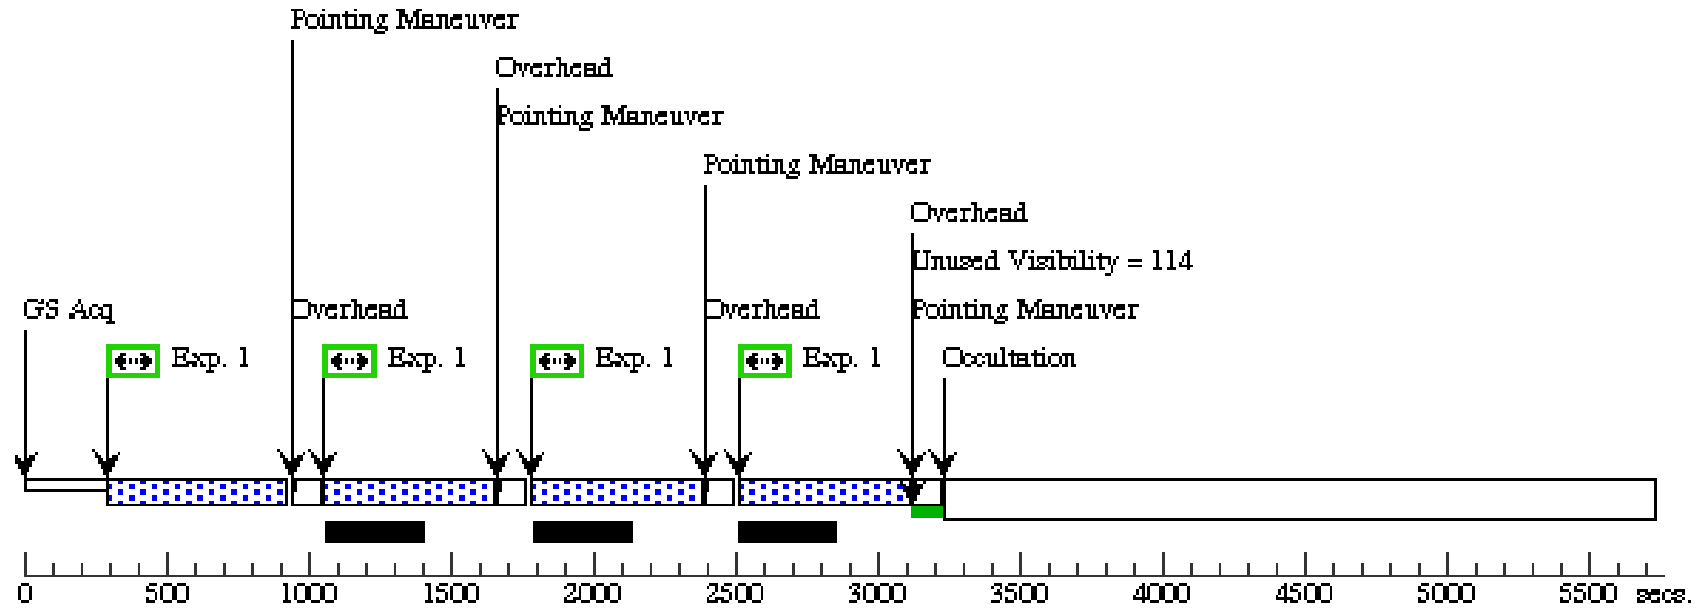 Pointing Maneuver
Overhead
Pointing Maneuver
Pointing Maneuver
Overhead
Unused Visibility = 114
GS Acq Overhead Overhead Pointing Maneuver
Exp. 1 Exp. 1 Exp. 1 Exp. 1 Occultation
0 500 1000 1500 2000 2500 3000 3500 4000 4500 5000 5500 secs.